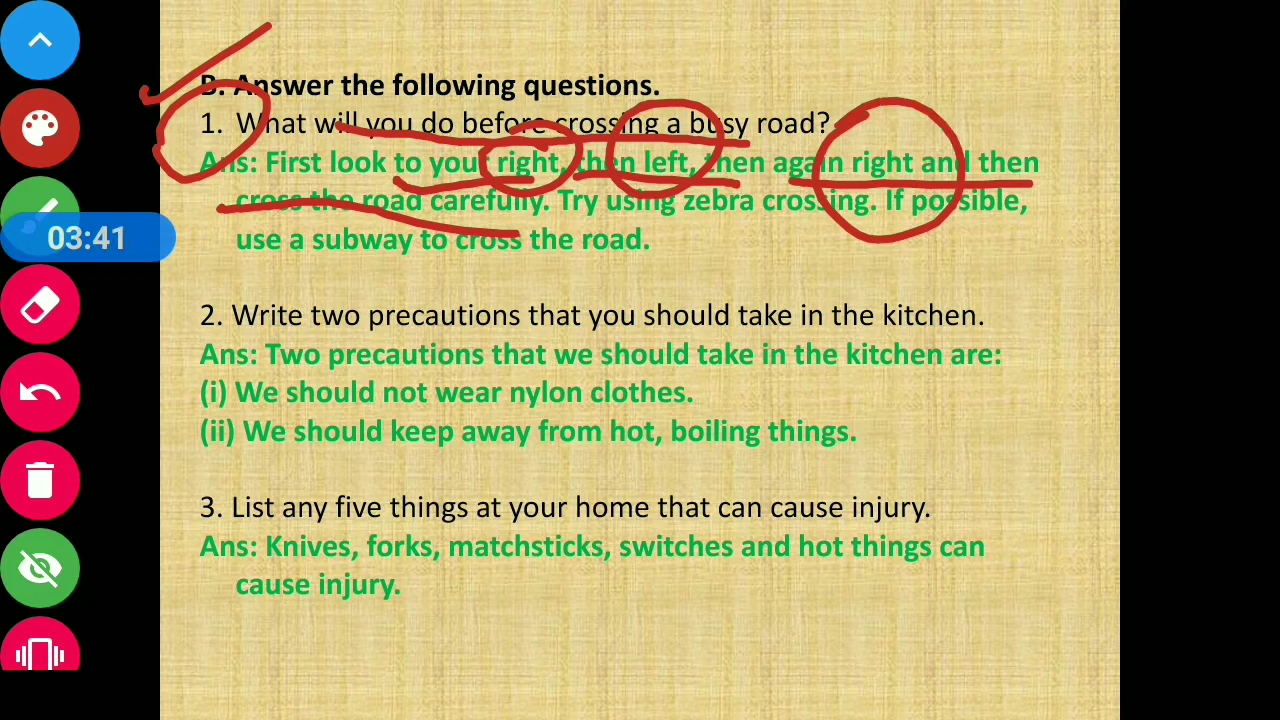 B. Answer the following questions.
1. What will you do before crossing a busy road?
Ans: First look to your right, then left, then again right and then
cross the road carefully. Try using zebra crossing. If possible,
03:41
use a subway to cross the road.
2. Write two precautions that you should take in the kitchen.
Ans: Two precautions that we should take in the kitchen are:
(i) We should not wear nylon clothes.
(ii) We should keep away from hot, boiling things.
3. List any five things at your home that can cause injury.
Ans: Knives, forks, matchsticks, switches and hot things can
cause injury.